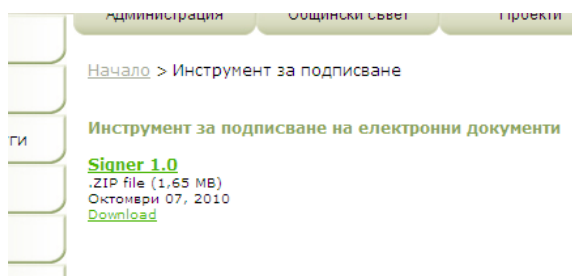 Администрация Общински съвет Проекти
Начало > Инструмент за подписване
ги
Инструмент за подписване на електронни документи
Signer 1.0
.ZIP file (1,65 MB)
Октомври 07, 2010
Download